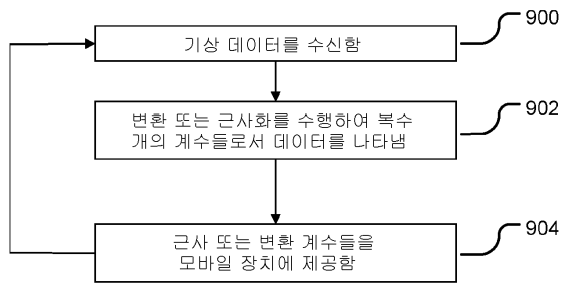 기상 데이터를 수신함
900
변환 또는 근사화를 수행하여 복수
개의 계수들로서 데이터를 나타냄
902
근사 또는 변환 계수들을
모바일 장치에 제공함
904